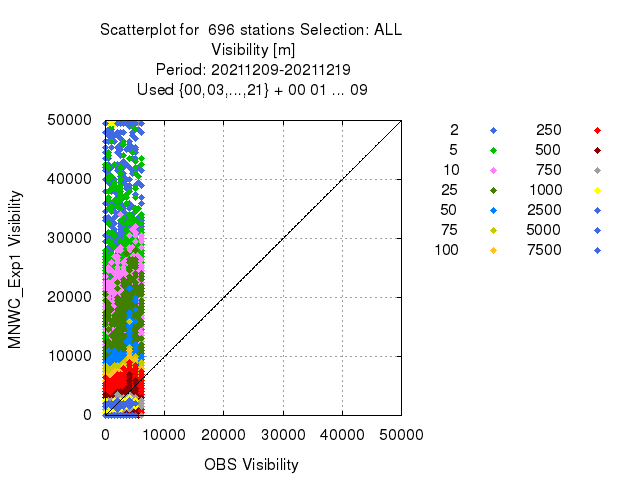 Scatterplot for 696 stations Selection: ALL
Visibility [m]
Period: 20211209-20211219
Used {00,03,...,21} + 00 01 ... 09
50000
40000
30000
20000
10000
0
MNWC_Exp1 Visibility
0 10000 20000 30000 40000 50000
OBS Visibility
2 250
5 500
10 750
25 1000
50 2500
75 5000
100 7500